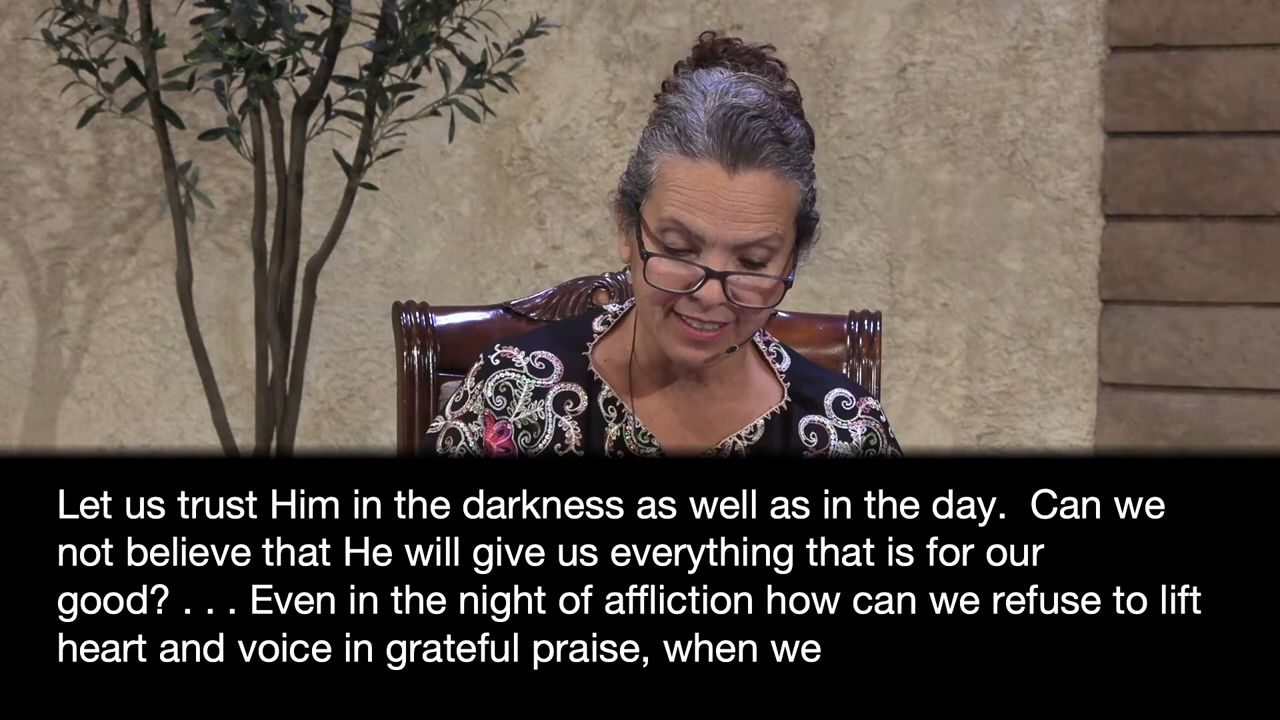 Let us trust Him in the darkness as well as in the day.  Can we
not believe that He will give us everything that is for our
good? . . . Even in the night of affliction how can we refuse to lift
heart and voice in grateful praise, when we